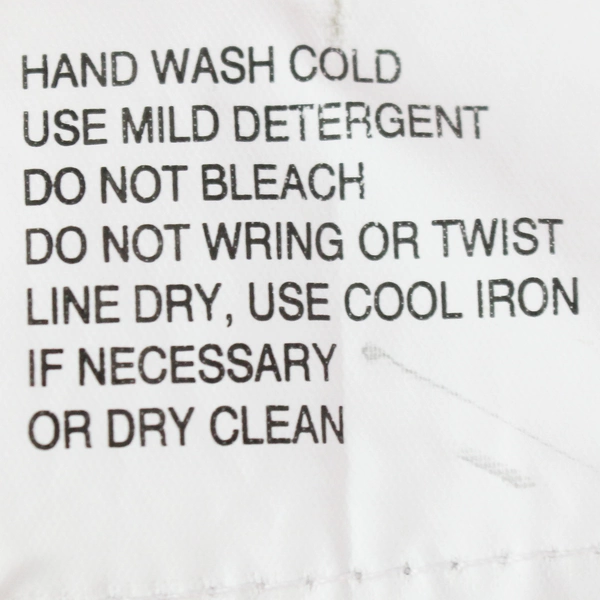 HAND WASH COLD
USE MILD DETERGENT
DO NOT BLEACH
DO NOT WRING OR TWIST
LINE DRY, USE COOL IRON
IF NECESSARY
OR DRY CLEAN